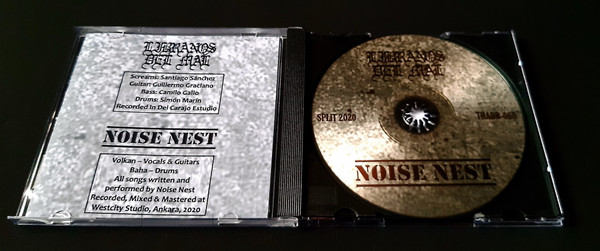 LIBRANOS
DEL MAL
Screams: Santiago Sánchez
Guitar: Guillermo Graciano
Bass: Camilo Gallo
Drums: Simón Marín
Recorded in Del Carajo Estudio
NOISE NEST
Volkan – Vocals & Guitars
Baha – Drums
All songs written and
performed by Noise Nest
Recorded, Mixed & Mastered at
Westcity Studio, Ankara, 2020
LIBRANOS
DEL MAL
SPLIT 2020
NOISE NEST